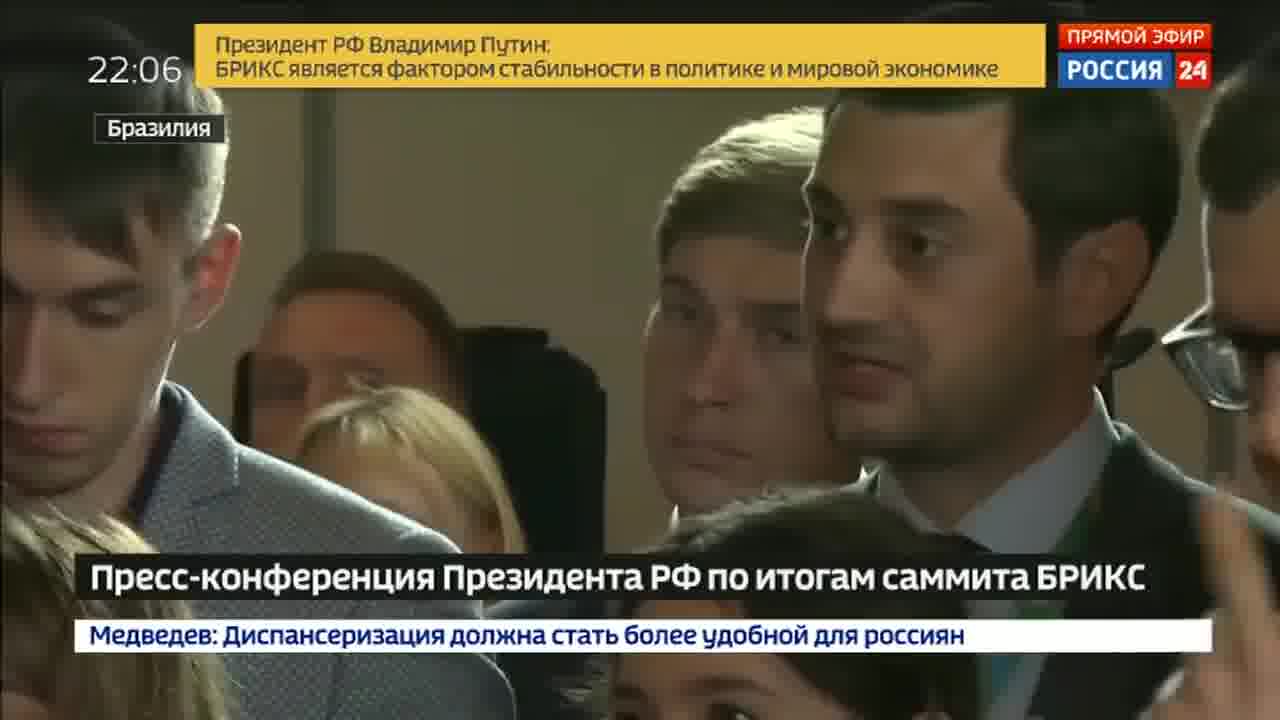 22:06
Президент РФ Владимир Путин:
БРИКС является фактором стабильности в политике и мировой экономике
ПРЯМОЙ ЭФИР
РОССИЯ 24
Бразилия
Пресс-конференция Президента РФ по итогам саммита БРИКС
Медведев: Диспансеризация должна стать более удобной для россиян